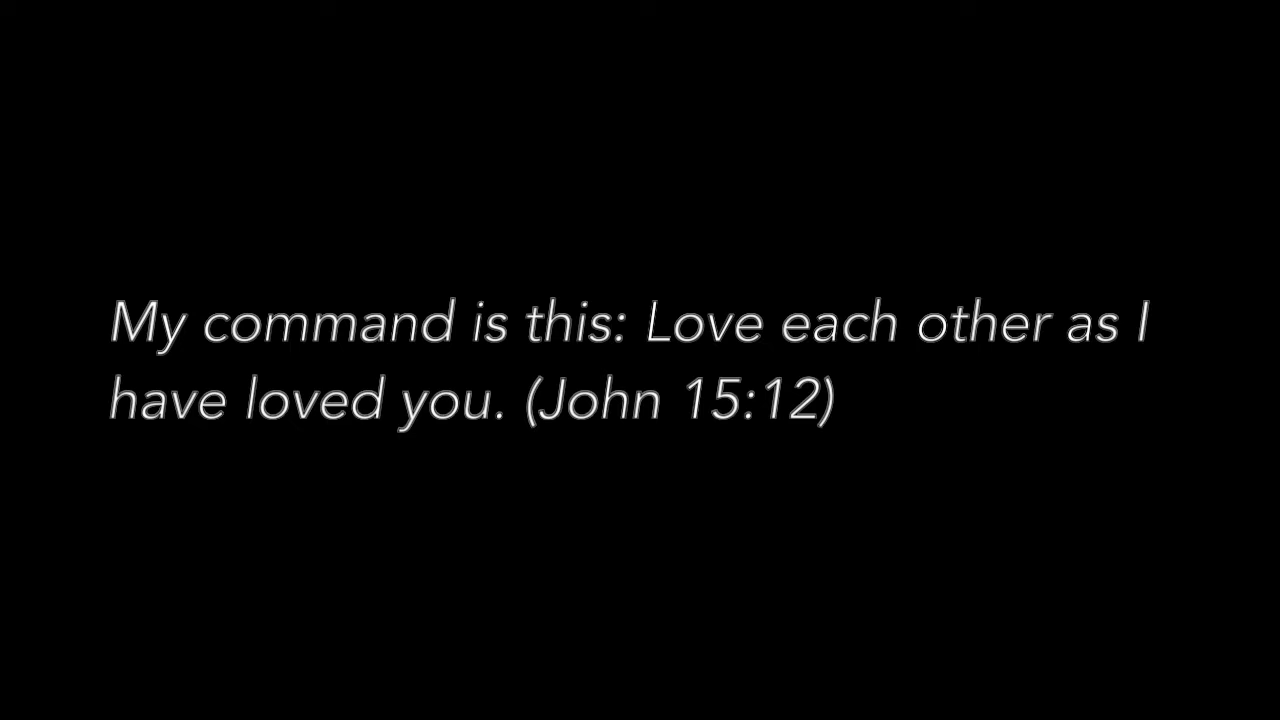 My command is this: Love each other as I
have loved you. (John 15:12)